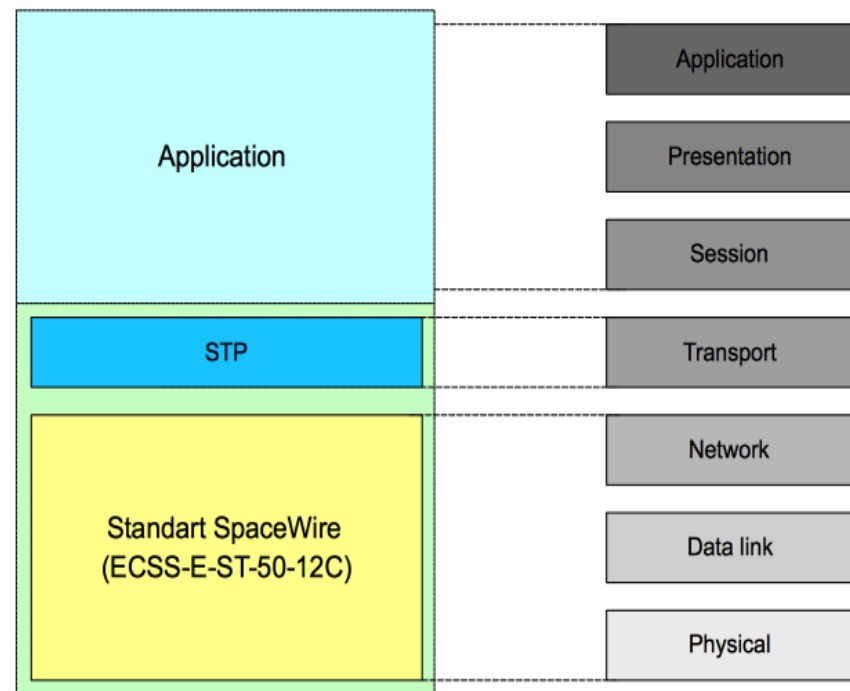 Application
STP
Standart SpaceWire
(ECSS-E-ST-50-12C)
Application
Presentation
Session
Transport
Network
Data link
Physical